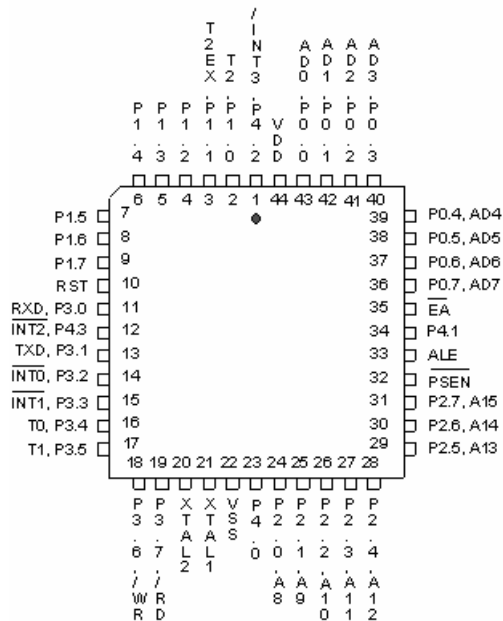 P1.4
P1.3
P1.2
T2EX.P1.1
T2.P1.0
/INT3.P4.2
VDD
AD0.P0.0
AD1.P0.1
AD2.P0.2
AD3.P0.3
6 5 4 3 2 1 44 43 42 41 40
P1.5 7
P1.6 8
P1.7 9
RST 10
RXD, P3.0 11
INT2, P4.3 12
TXD, P3.1 13
INT0, P3.2 14
INT1, P3.3 15
T0, P3.4 16
T1, P3.5 17
39 P0.4, AD4
38 P0.5, AD5
37 P0.6, AD6
36 P0.7, AD7
35 EA
34 P4.1
33 ALE
32 PSEN
31 P2.7, A15
30 P2.6, A14
29 P2.5, A13
18 19 20 21 22 23 24 25 26 27 28
P3.6./WR
P3.7./RD
XTAL2
XTAL1
VSS
P4.0
P2.0.A8
P2.1.A9
P2.2.A10
P2.3.A11
P2.4.A12